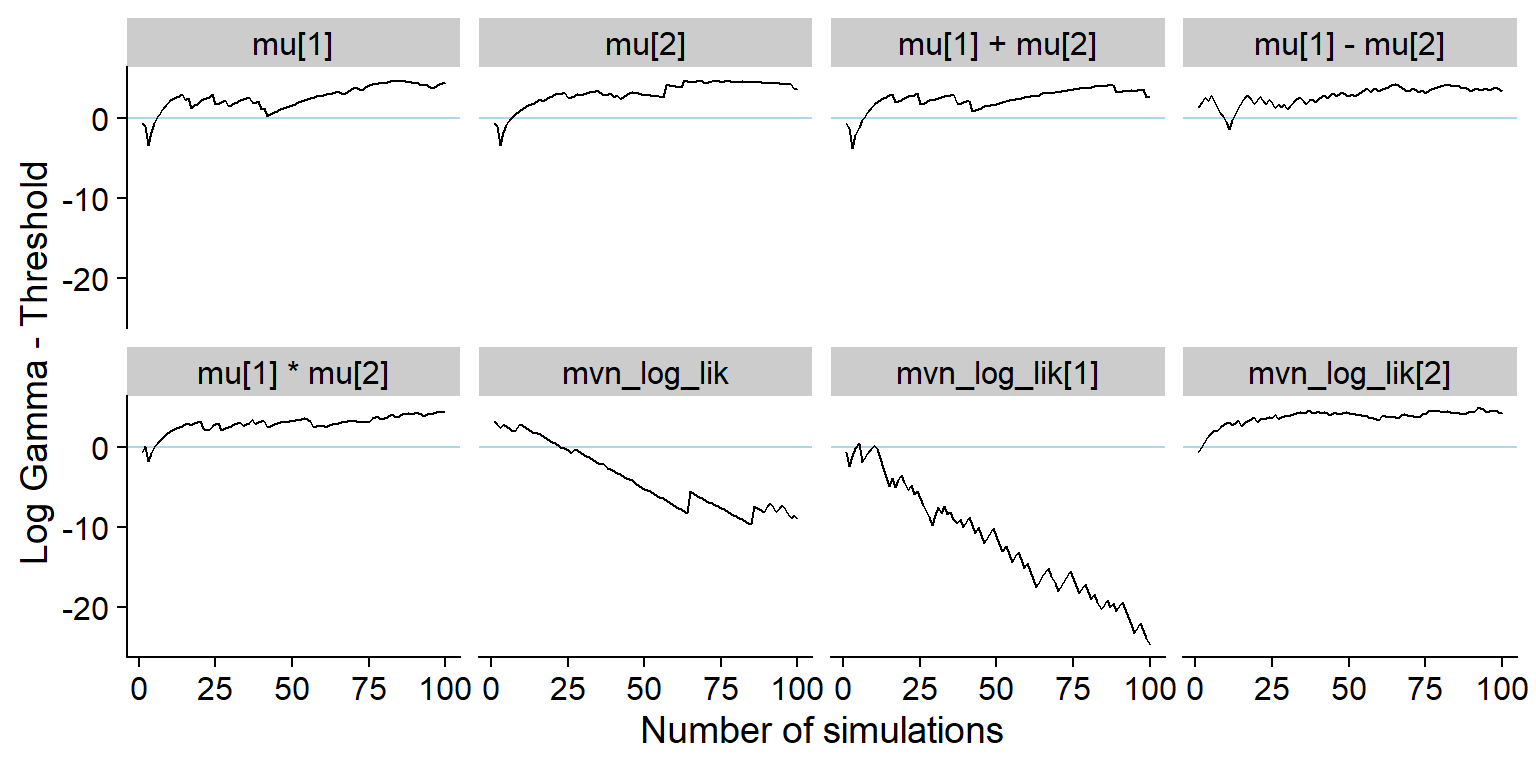 mu[1] mu[2] mu[1] + mu[2] mu[1] - mu[2]
0
-10
-20
Log Gamma - Threshold
mu[1] * mu[2] mvn_log_lik mvn_log_lik[1] mvn_log_lik[2]
0
-10
-20
0 25 50 75 100 0 25 50 75 100 0 25 50 75 100 0 25 50 75 100
Number of simulations